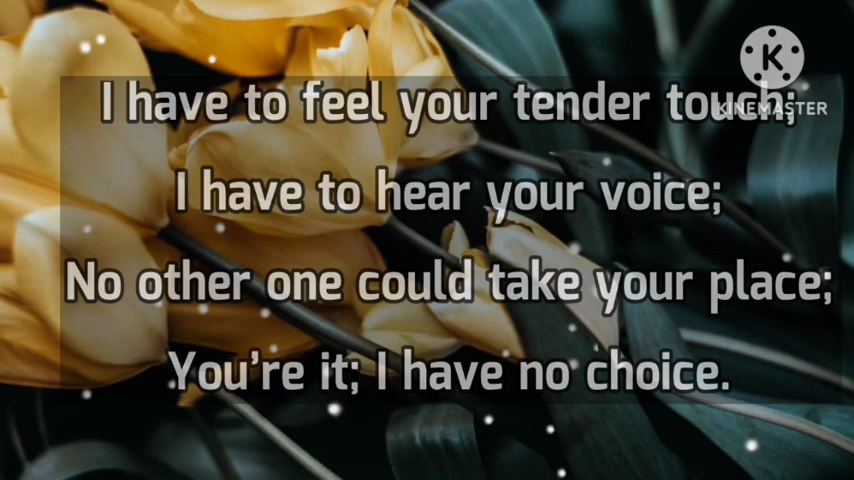 K
KINEMASTER
I have to feel your tender touch;
I have to hear your voice;
No other one could take your place;
You’re it; I have no choice.